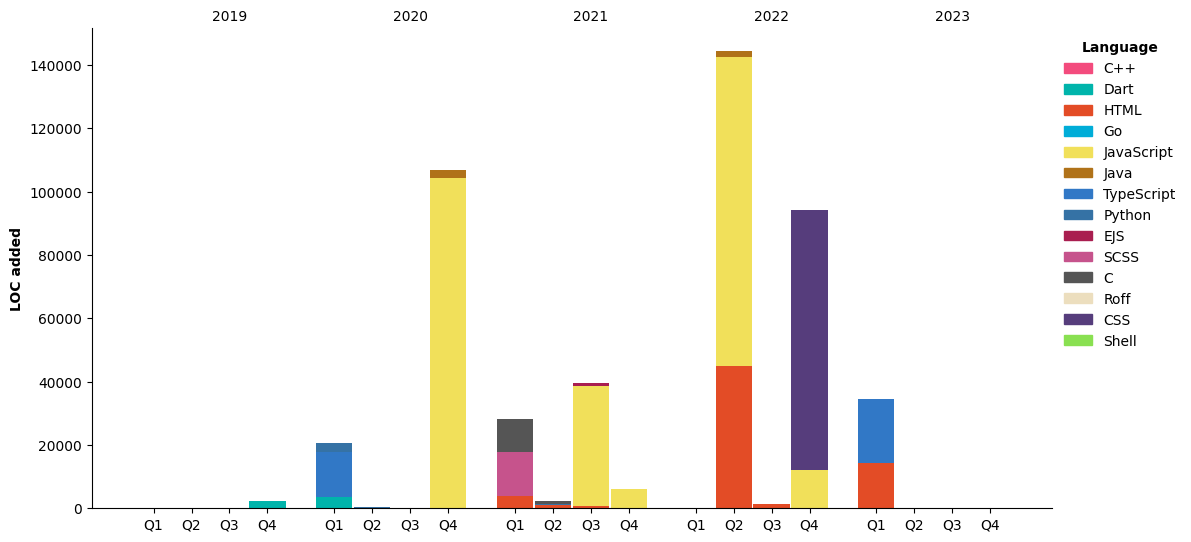 2019 2020 2021 2022 2023
140000
120000
100000
80000
60000
40000
20000
0
LOC added
Q1 Q2 Q3 Q4 Q1 Q2 Q3 Q4 Q1 Q2 Q3 Q4 Q1 Q2 Q3 Q4 Q1 Q2 Q3 Q4
Language
C++
Dart
HTML
Go
JavaScript
Java
TypeScript
Python
EJS
SCSS
C
Roff
CSS
Shell